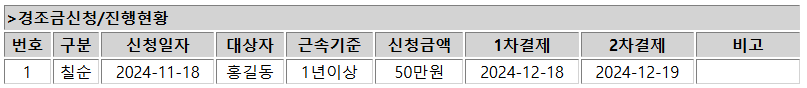 >경조금신청/진행현황
번호 구분 신청일자 대상자 근속기준 신청금액 1차결제 2차결제 비고
1 칠순 2024-11-18 홍길동 1년이상 50만원 2024-12-18 2024-12-19